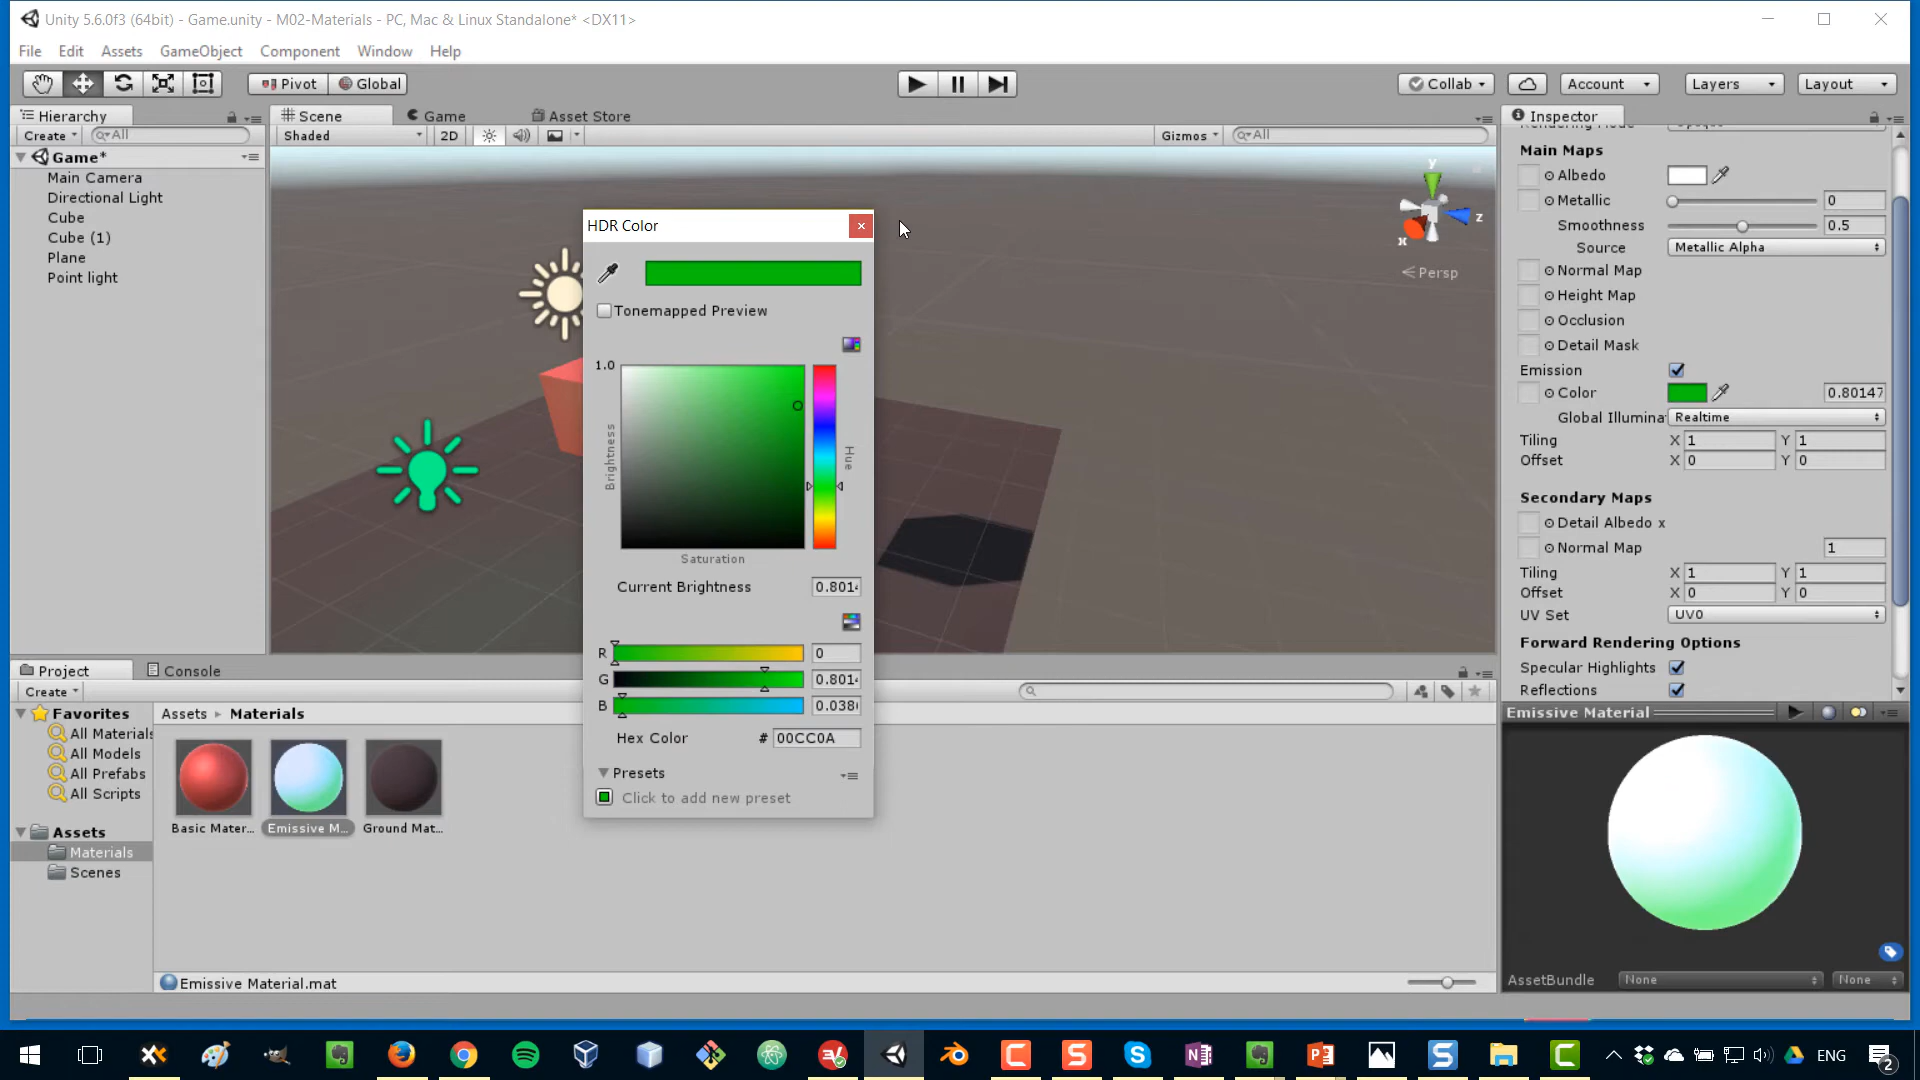 Unity 5.6.0f3 (64bit) - Game.unity - M02-Materials - PC, Mac & Linux Standalone* <DX11>
File Edit Assets GameObject Component Window Help
Pivot Global Collab Account Layers Layout
Hierarchy
Create All
Game*
Main Camera
Directional Light
Cube
Cube (1)
Plane
Point light
Scene Game Asset Store
Shaded 2D Gizmos All
y
z
x
Persp
HDR Color
Tonemapped Preview
1.0
Brightness
Hue
Saturation
Current Brightness 0.801
R 0
G 0.801
B 0.038
Hex Color # 00CC0A
Presets
Click to add new preset
Inspector
Main Maps
Albedo
Metallic 0
Smoothness 0.5
Source Metallic Alpha
Normal Map
Height Map
Occlusion
Detail Mask
Emission
Color 0.80147
Global Illumina Realtime
Tiling X 1 Y 1
Offset X 0 Y 0
Secondary Maps
Detail Albedo x
Normal Map 1
Tiling X 1 Y 1
Offset X 0 Y 0
UV Set UV0
Forward Rendering Options
Specular Highlights
Reflections
Emissive Material
AssetBundle None None
Project Console
Create
Favorites
All Materials
All Models
All Prefabs
All Scripts
Assets
Materials
Scenes
Assets Materials
Basic Mater...
Emissive M...
Ground Mat...
Emissive Material.mat
ENG
2